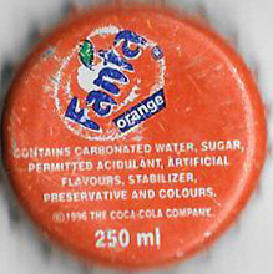 Fanta
orange
CONTAINS CARBONATED WATER, SUGAR,
PERMITTED ACIDULANT, ARTIFICIAL
FLAVOURS, STABILIZER,
PRESERVATIVE AND COLOURS.
©1996 THE COCA-COLA COMPANY.
250 ml